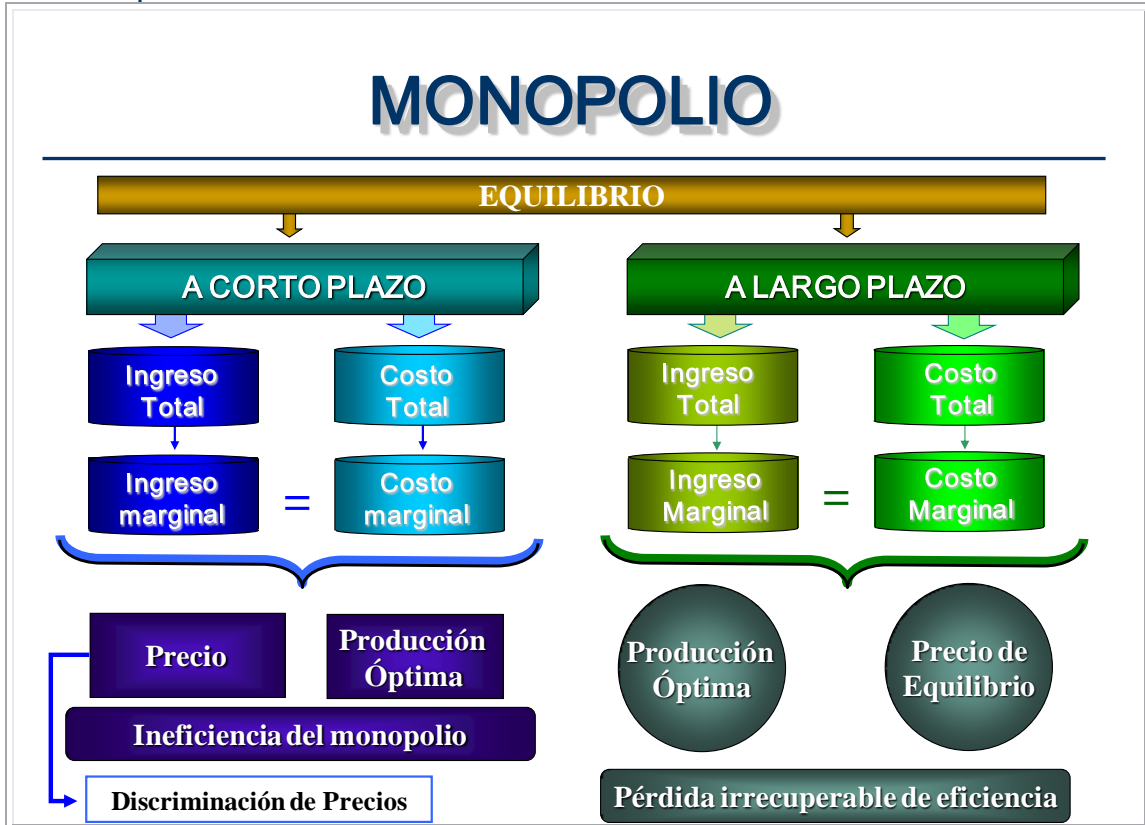 MONOPOLIO
EQUILIBRIO
A CORTO PLAZO
A LARGO PLAZO
Ingreso
Total
Costo
Total
Ingreso
Total
Costo
Total
Ingreso
marginal
=
Costo
marginal
Ingreso
Marginal
=
Costo
Marginal
Precio
Producción
Óptima
Producción
Óptima
Precio de
Equilibrio
Ineficiencia del monopolio
Discriminación de Precios
Pérdida irrecuperable de eficiencia